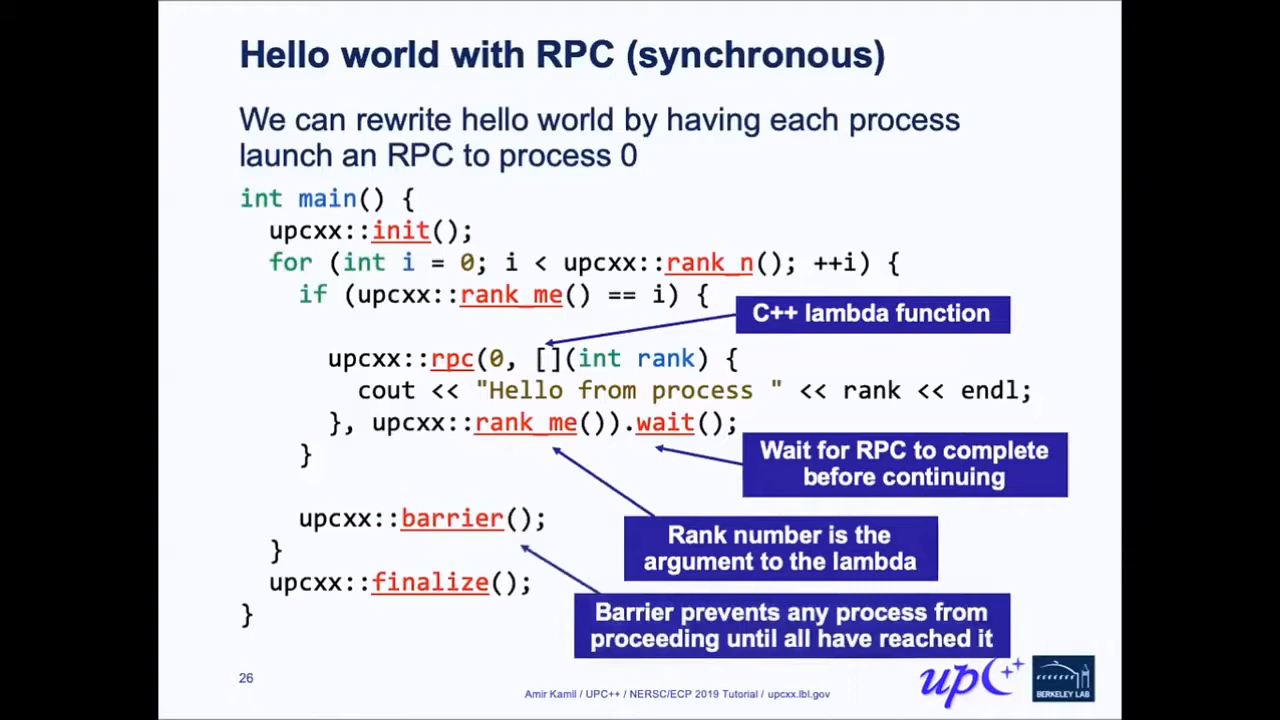 Hello world with RPC (synchronous)
We can rewrite hello world by having each process
launch an RPC to process 0
int main() {
upcxx::init();
for (int i = 0; i < upcxx::rank_n(); ++i) {
if (upcxx::rank_me() == i) {
C++ lambda function
upcxx::rpc(0, [](int rank) {
cout << "Hello from process " << rank << endl;
}, upcxx::rank_me()).wait();
Wait for RPC to complete
before continuing
}
upcxx::barrier();
Rank number is the
argument to the lambda
}
upcxx::finalize();
Barrier prevents any process from
proceeding until all have reached it
}
26
Amir Kamil / UPC++ / NERSC/ECP 2019 Tutorial / upcxx.lbl.gov
upC++
BERKELEY LAB